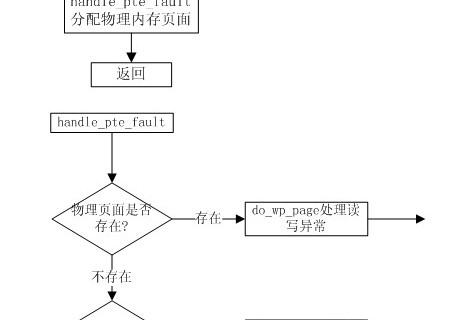 handle_pte_fault
分配物理内存页面
返回
handle_pte_fault
物理页面是否
存在?
存在
do_wp_page处理读
写异常
不存在